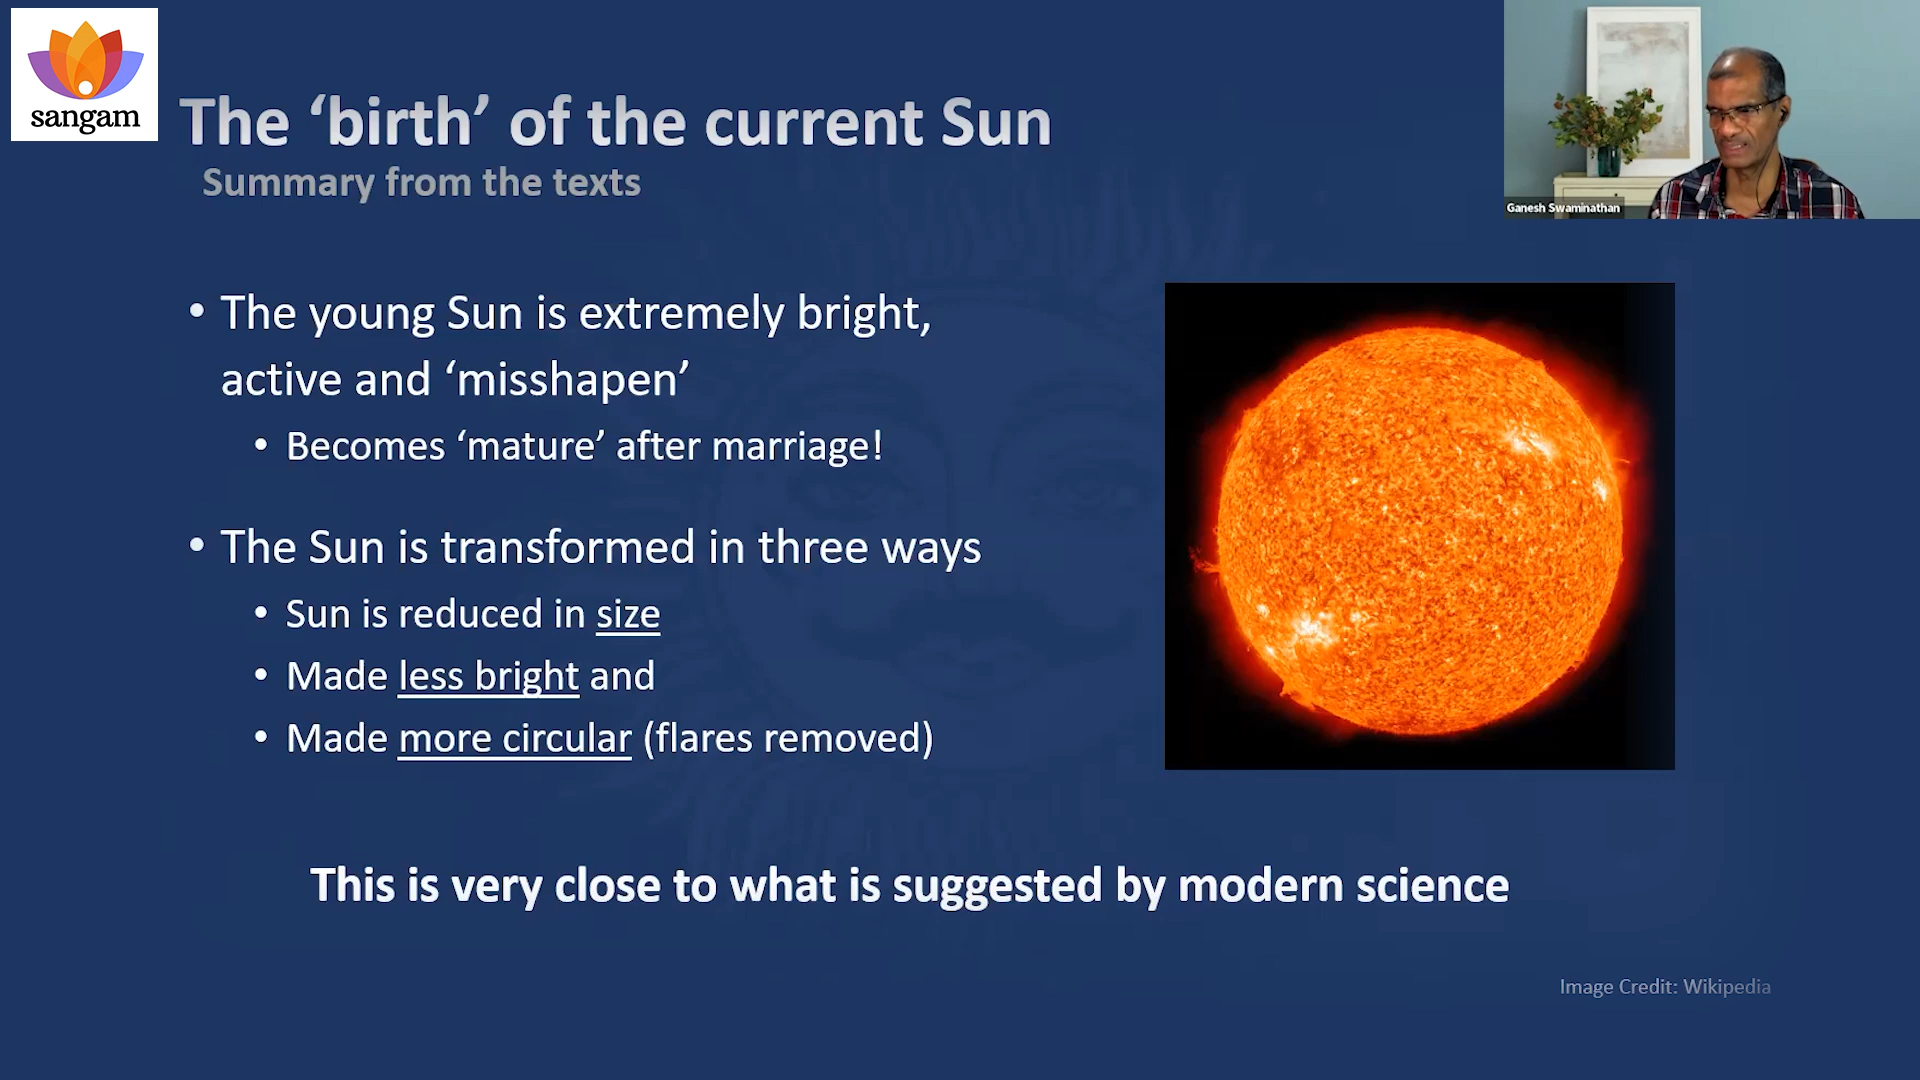 sangam
The ‘birth’ of the current Sun
Summary from the texts
Ganesh Swaminathan
• The young Sun is extremely bright,
active and ‘misshapen’
• Becomes ‘mature’ after marriage!
• The Sun is transformed in three ways
• Sun is reduced in size
• Made less bright and
• Made more circular (flares removed)
This is very close to what is suggested by modern science
Image Credit: Wikipedia